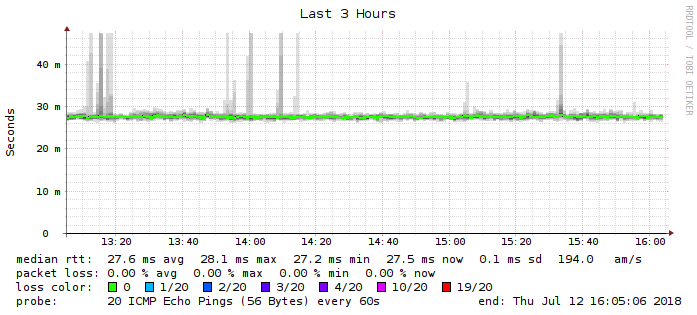 Last 3 Hours
RRDTOOL / TOBI OETIKER
Seconds
40 m
30 m
20 m
10 m
0
13:20 13:40 14:00 14:20 14:40 15:00 15:20 15:40 16:00
median rtt: 27.6 ms avg 28.1 ms max 27.2 ms min 27.5 ms now 0.1 ms sd 194.0 am/s
packet loss: 0.00 % avg 0.00 % max 0.00 % min 0.00 % now
loss color: 0 1/20 2/20 3/20 4/20 10/20 19/20
probe: 20 ICMP Echo Pings (56 Bytes) every 60s end: Thu Jul 12 16:05:06 2018